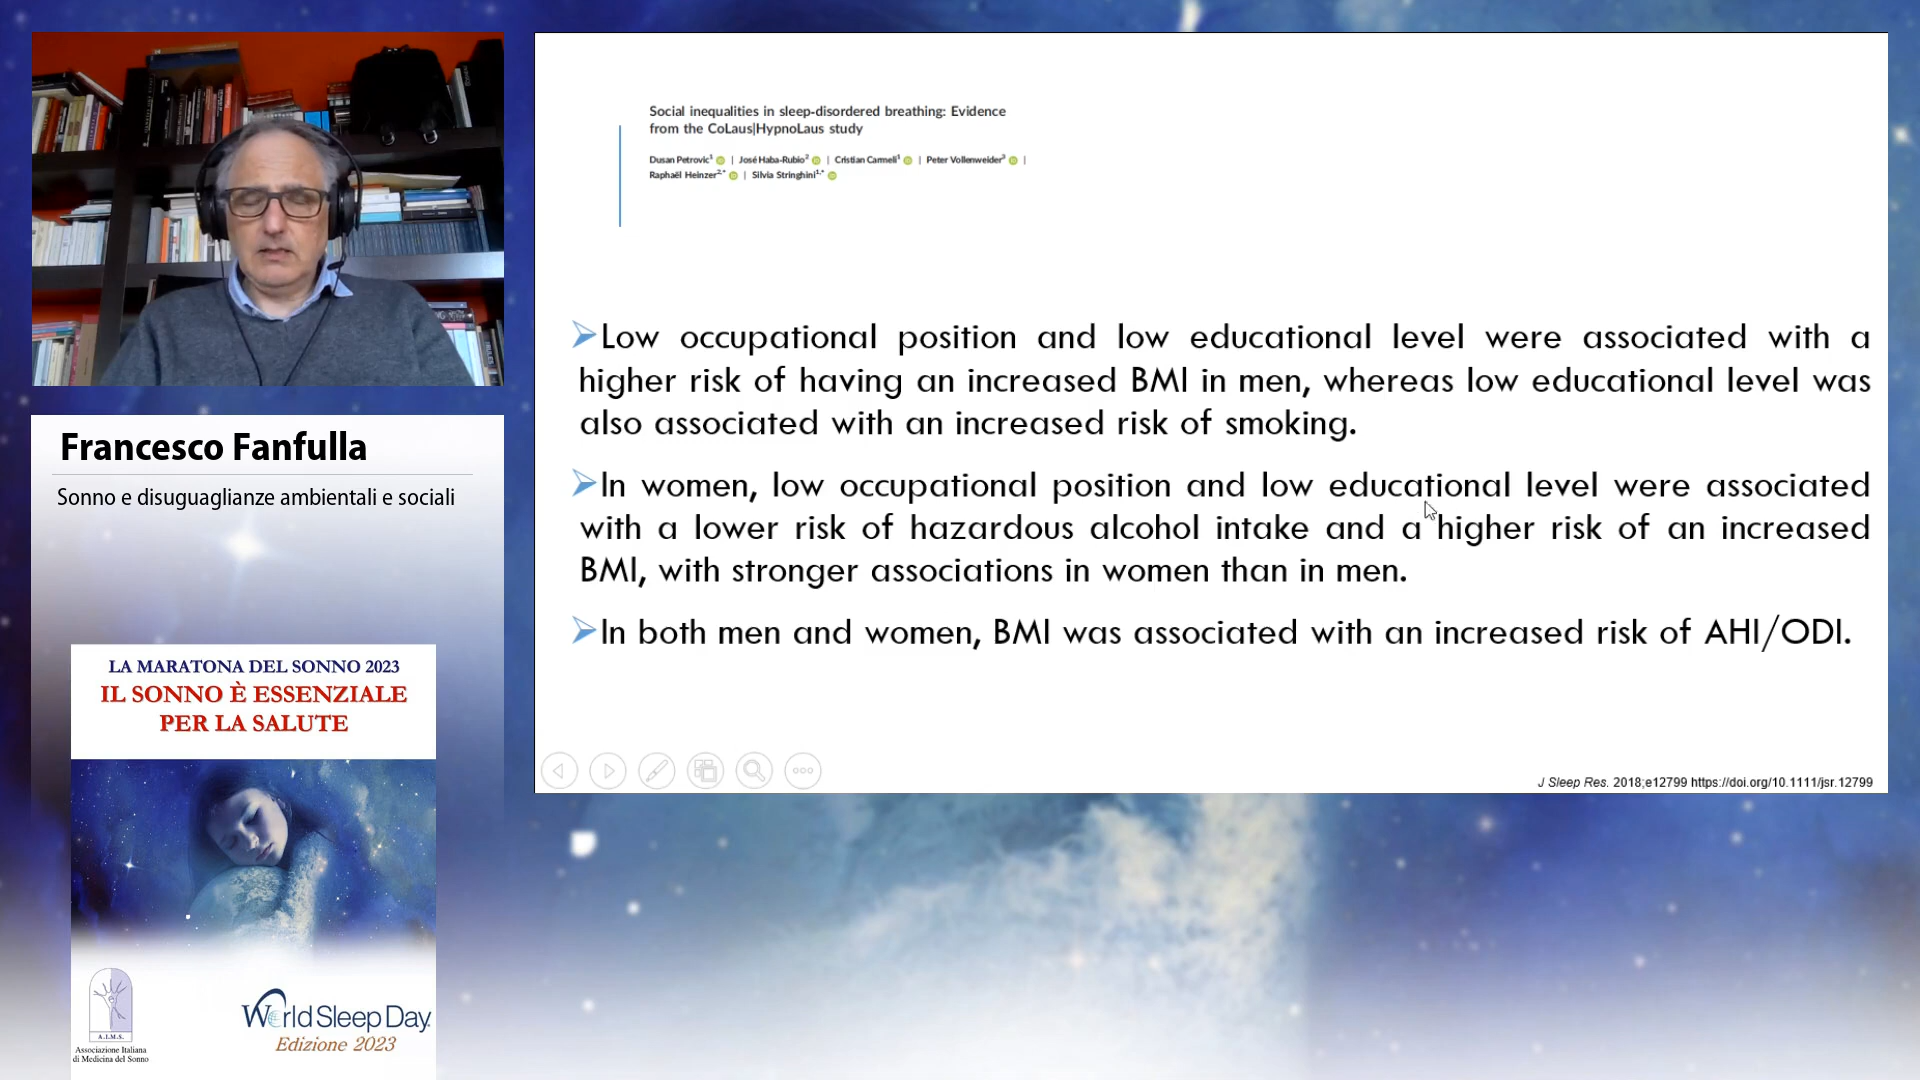 Social inequalities in sleep-disordered breathing: Evidence
from the CoLaus|HypnoLaus study
Dusan Petrovic1 | José Haba-Rubio2 | Cristian Carmeli1 | Peter Vollenweider3 |
Raphaël Heinzer2,* | Silvia Stringhini1,*
➢Low occupational position and low educational level were associated with a
higher risk of having an increased BMI in men, whereas low educational level was
also associated with an increased risk of smoking.
➢In women, low occupational position and low educational level were associated
with a lower risk of hazardous alcohol intake and a higher risk of an increased
BMI, with stronger associations in women than in men.
➢In both men and women, BMI was associated with an increased risk of AHI/ODI.
J Sleep Res. 2018;e12799 https://doi.org/10.1111/jsr.12799
Francesco Fanfulla
Sonno e disuguaglianze ambientali e sociali
LA MARATONA DEL SONNO 2023
IL SONNO È ESSENZIALE
PER LA SALUTE
A.I.M.S.
Associazione Italiana
di Medicina del Sonno
World Sleep Day.
Edizione 2023